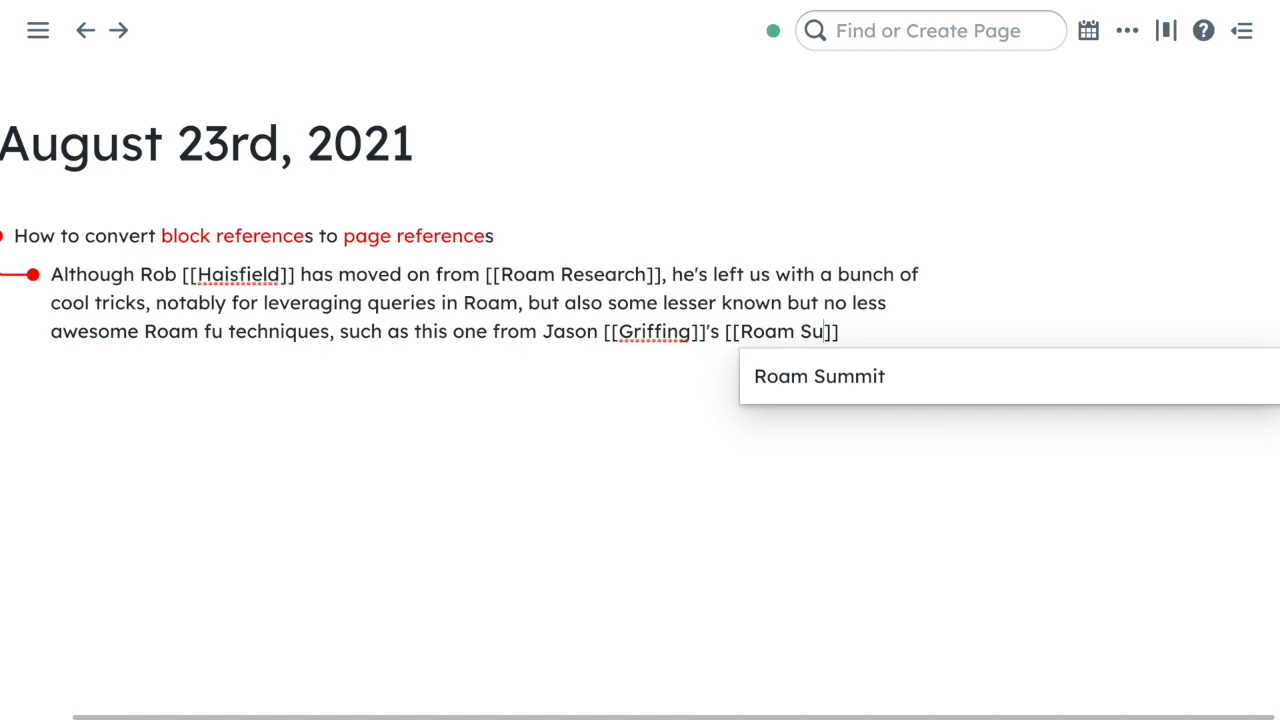 Find or Create Page
August 23rd, 2021
How to convert block references to page references
Although Rob [[Haisfield]] has moved on from [[Roam Research]], he's left us with a bunch of
cool tricks, notably for leveraging queries in Roam, but also some lesser known but no less
awesome Roam fu techniques, such as this one from Jason [[Griffing]]'s [[Roam Su]]
Roam Summit